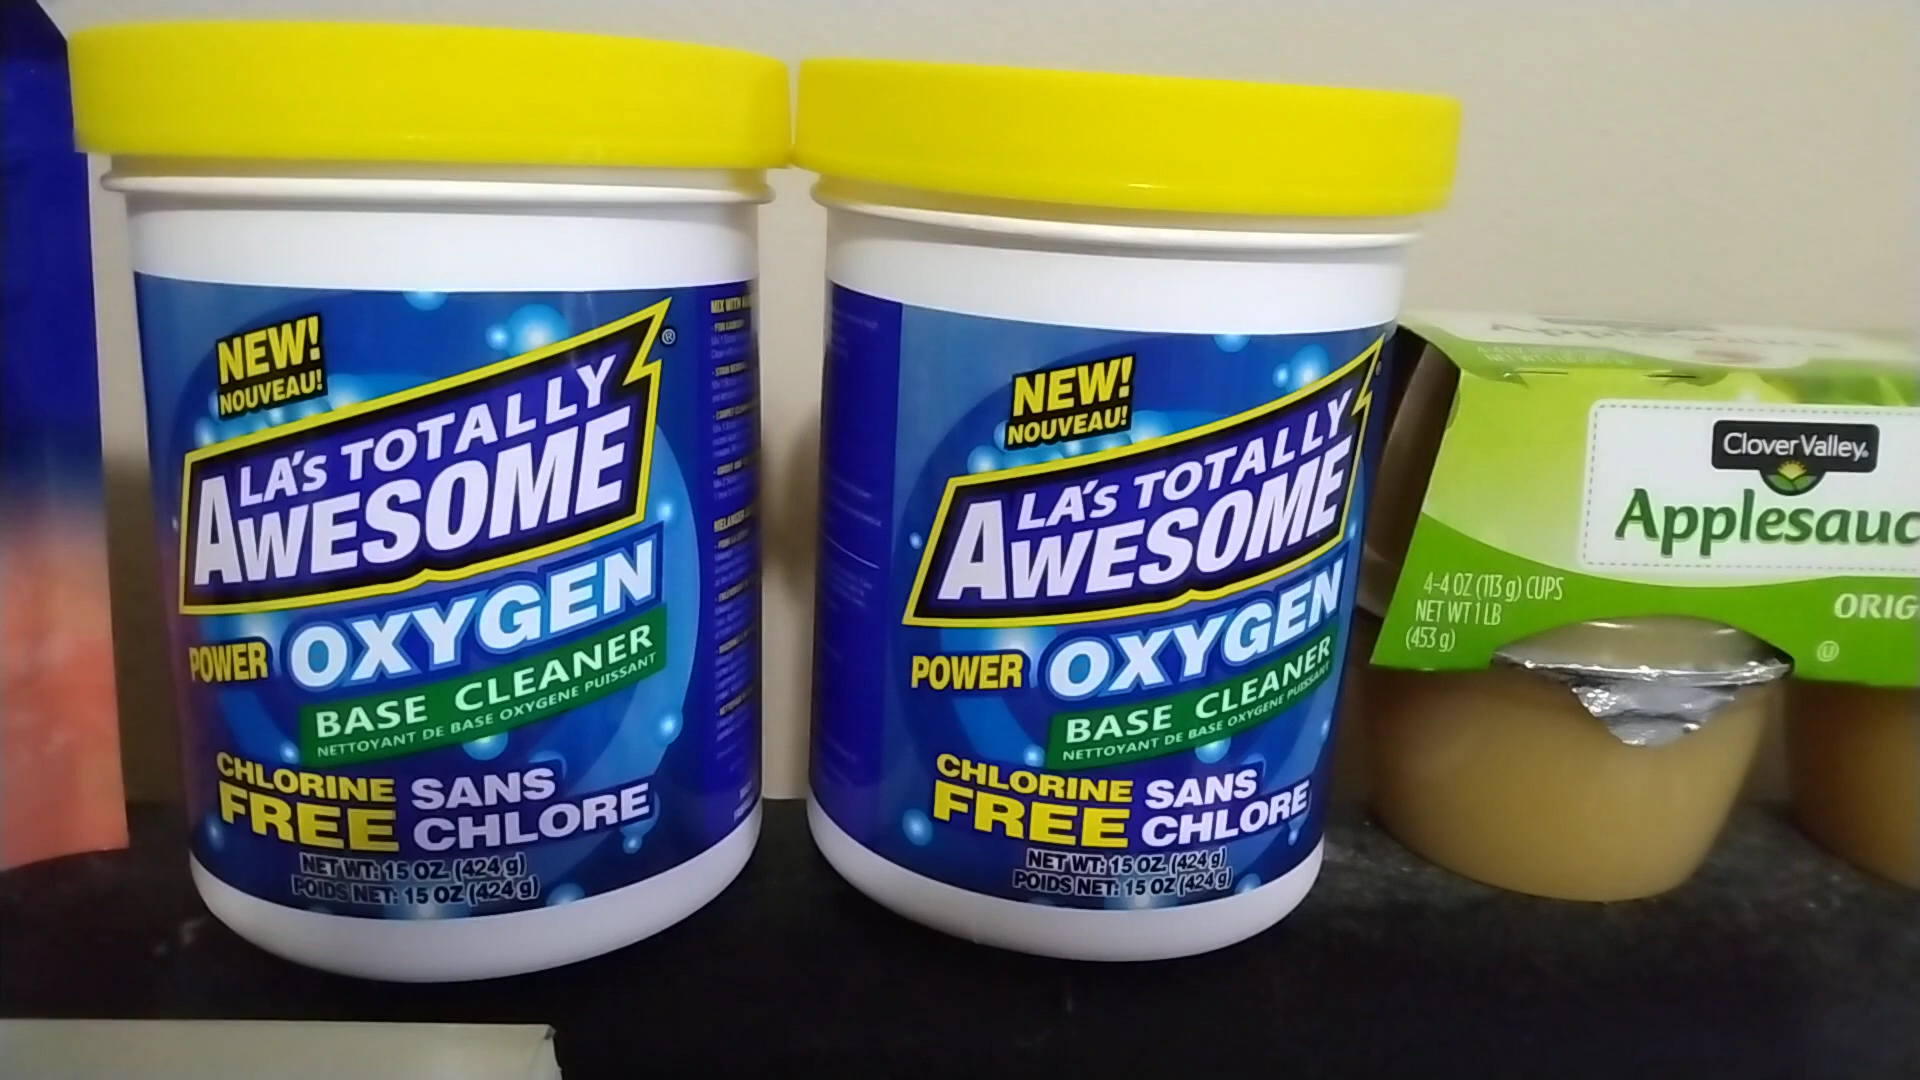 NEW!
NOUVEAU!
LA'S TOTALLY
AWESOME
®
POWER OXYGEN
BASE CLEANER
NETTOYANT DE BASE OXYGENE PUISSANT
CHLORINE
FREE
SANS
CHLORE
NET WT: 15 OZ. (424 g)
POIDS NET: 15 OZ (424 g)
MIX WITH
NEW!
NOUVEAU!
LA'S TOTALLY
AWESOME
POWER OXYGEN
BASE CLEANER
NETTOYANT DE BASE OXYGENE PUISSANT
CHLORINE
FREE
SANS
CHLORE
NET WT: 15 OZ. (424 g)
POIDS NET: 15 OZ (424 g)
Clover Valley®
Applesauc
ORIG
4-4 OZ (113 g) CUPS
NET WT 1 LB
(453 g)